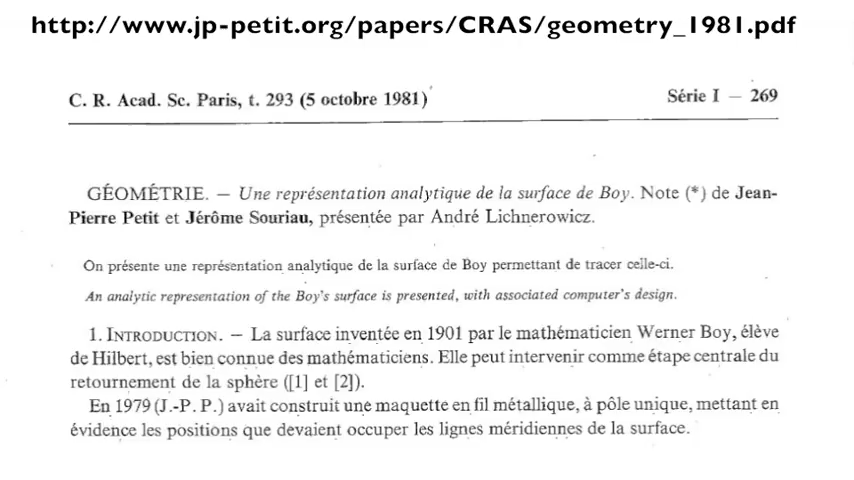 http://www.jp-petit.org/papers/CRAS/geometry_1981.pdf
C. R. Acad. Sc. Paris, t. 293 (5 octobre 1981)
Série I — 269
GÉOMÉTRIE. — Une représentation analytique de la surface de Boy. Note (*) de Jean-
Pierre Petit et Jérôme Souriau, présentée par André Lichnerowicz.
On présente une représentation analytique de la surface de Boy permettant de tracer celle-ci.
An analytic representation of the Boy's surface is presented, with associated computer's design.
1. INTRODUCTION. — La surface inventée en 1901 par le mathématicien Werner Boy, élève
de Hilbert, est bien connue des mathématiciens. Elle peut intervenir comme étape centrale du
retournement de la sphère ([1] et [2]).
En 1979 (J.-P. P.) avait construit une maquette en fil métallique, à pôle unique, mettant en
évidence les positions que devaient occuper les lignes méridiennes de la surface.